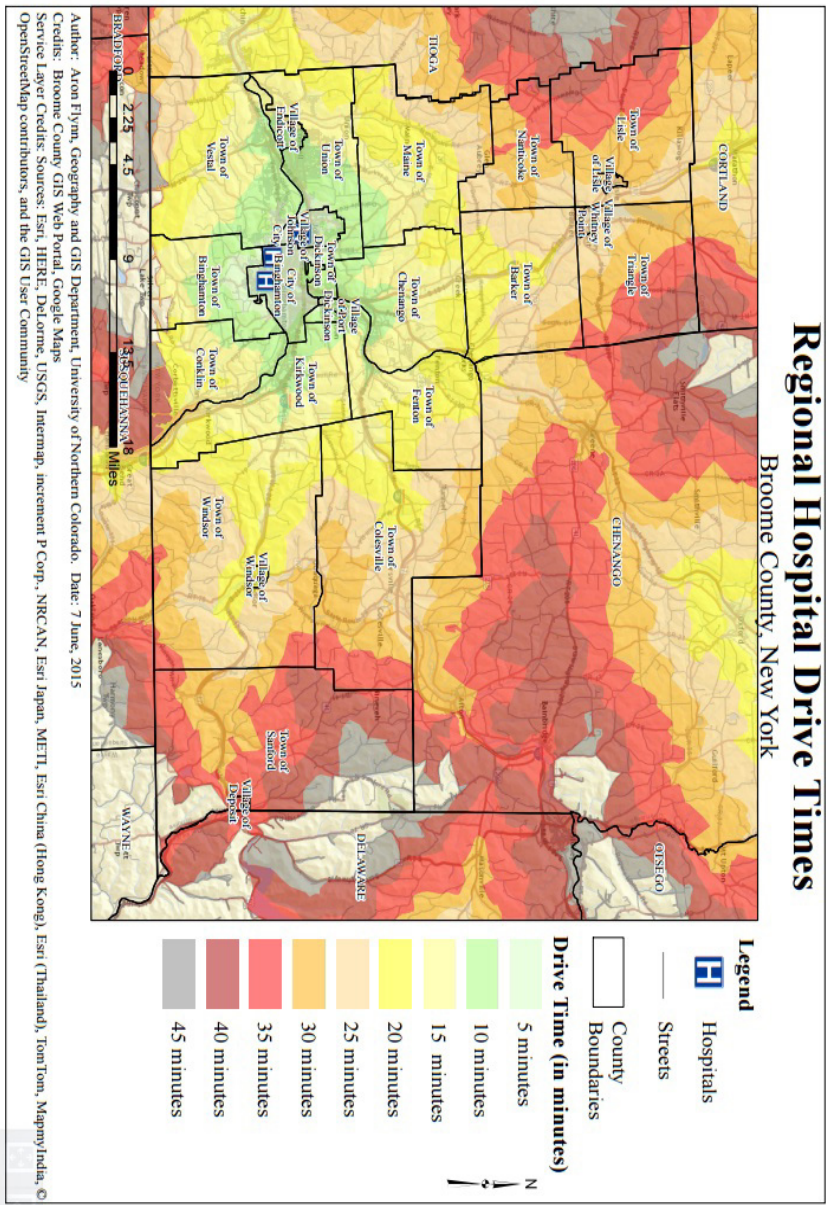 Regional Hospital Drive Times
Broome County, New York
CORTLAND
CHENANGO
OTSEGO
TIOGA
DELAWARE
WAYNE
Town of
Lisle
Village
of Lisle
Village of
Whitney
Point
Town of
Triangle
Town of
Nanticoke
Town of
Barker
Town of
Maine
Town of
Chenango
Town of
Fenton
Town of
Colesville
Town of
Union
Village of
Endicott
Village of
Johnson
City
Town of
Dickinson
Village
of Port
Dickinson
City of
Binghamton
Town of
Kirkwood
Town of
Vestal
Town of
Binghamton
Town of
Conklin
Town of
Windsor
Village of
Windsor
Town of
Sanford
Village of
Deposit
H
0 2.25 4.5 9 18
Miles
Legend
H Hospitals
Streets
County
Boundaries
Drive Time (in minutes)
5 minutes
10 minutes
15 minutes
20 minutes
25 minutes
30 minutes
35 minutes
40 minutes
45 minutes
N
Author: Aron Flynn, Geography and GIS Department, University of Northern Colorado. Date: 7 June, 2015
Credits: Broome County GIS Web Portal, Google Maps
Service Layer Credits: Sources: Esri, HERE, DeLorme, USGS, Intermap, increment P Corp., NRCAN, Esri Japan, METI, Esri China (Hong Kong), Esri (Thailand), TomTom, MapmyIndia, ©
OpenStreetMap contributors, and the GIS User Community